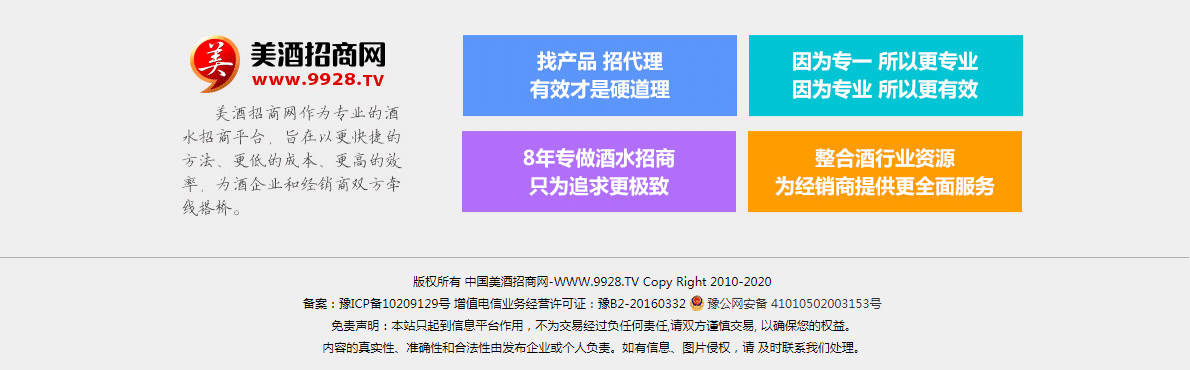 美
美酒招商网
www.9928.TV
美酒招商网作为专业的酒
水招商平台，旨在以更快捷的
方法、更低的成本、更高的效
率，为酒企业和经销商双方牵
线搭桥。
找产品 招代理
有效才是硬道理
因为专一 所以更专业
因为专业 所以更有效
8年专做酒水招商
只为追求更极致
整合酒行业资源
为经销商提供更全面服务
版权所有 中国美酒招商网-WWW.9928.TV Copy Right 2010-2020
备案：豫ICP备10209129号 增值电信业务经营许可证：豫B2-20160332 豫公网安备 41010502003153号
免责声明：本站只起到信息平台作用，不为交易经过负任何责任,请双方谨慎交易, 以确保您的权益。
内容的真实性、准确性和合法性由发布企业或个人负责。如有信息、图片侵权，请 及时联系我们处理。